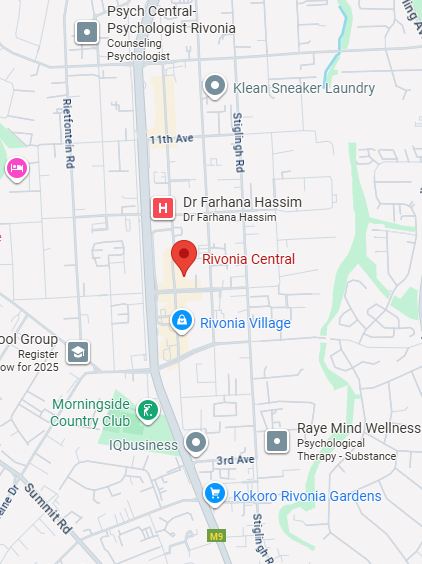 Psych Central-
Psychologist Rivonia
Counseling
Psychologist
Klean Sneaker Laundry
Rietfontein Rd
Stiglingh Rd
11th Ave
H
Dr Farhana Hassim
Dr Farhana Hassim
Rivonia Central
Rivonia Village
ool Group
Register
ow for 2025
Morningside
Country Club
IQbusiness
Raye Mind Wellness
Psychological
Therapy - Substance
3rd Ave
Kokoro Rivonia Gardens
Summit Rd
aine Dr
M9
Stiglingh R